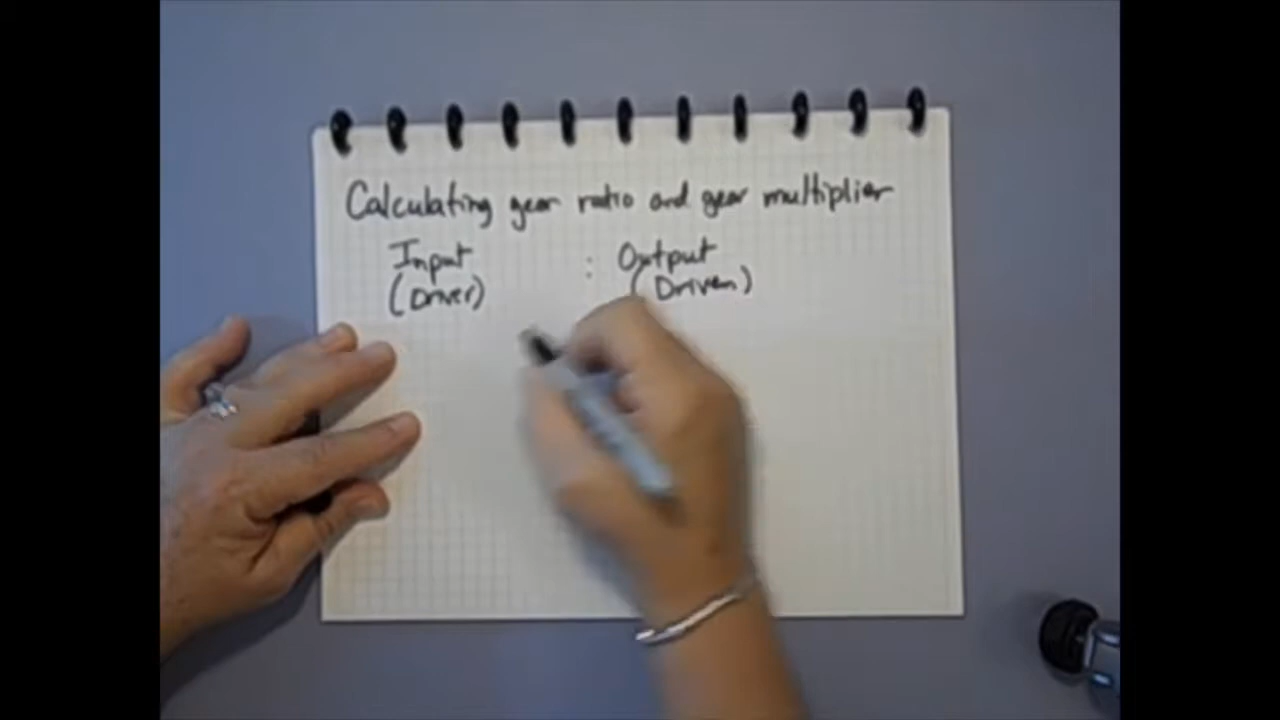 Calculating gear ratio and gear multiplier
Input : Output
(Driver) (Driven)